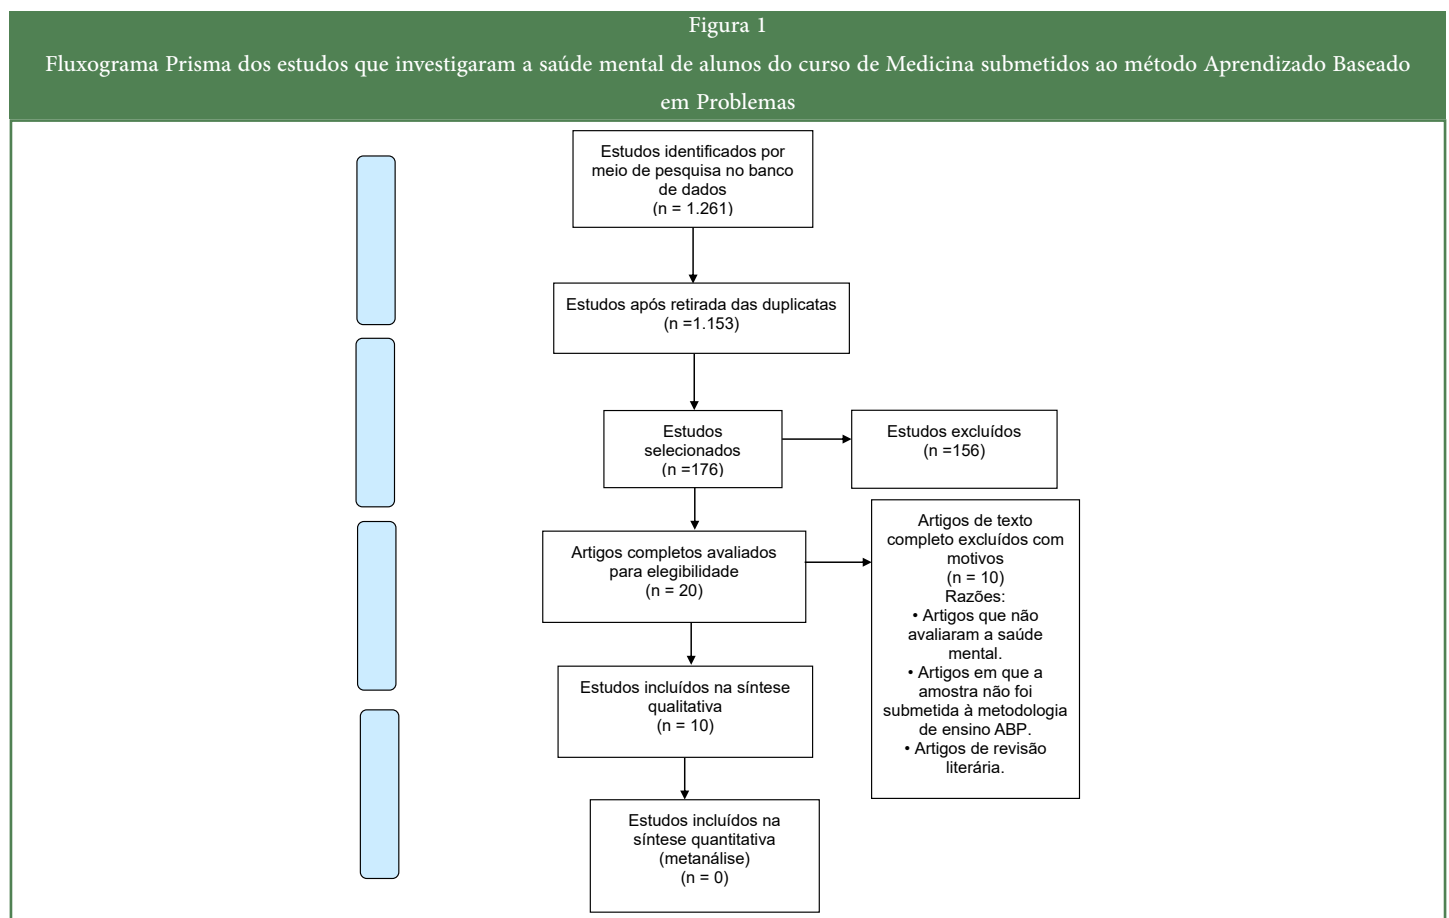 Figura 1
Fluxograma Prisma dos estudos que investigaram a saúde mental de alunos do curso de Medicina submetidos ao método Aprendizado Baseado
em Problemas
Estudos identificados por
meio de pesquisa no banco
de dados
(n = 1.261)
Estudos após retirada das duplicatas
(n =1.153)
Estudos
selecionados
(n =176)
Estudos excluídos
(n =156)
Artigos completos avaliados
para elegibilidade
(n = 20)
Artigos de texto
completo excluídos com
motivos
(n = 10)
Razões:
• Artigos que não
avaliaram a saúde
mental.
• Artigos em que a
amostra não foi
submetida à metodologia
de ensino ABP.
• Artigos de revisão
literária.
Estudos incluídos na síntese
qualitativa
(n = 10)
Estudos incluídos na
síntese quantitativa
(metanálise)
(n = 0)